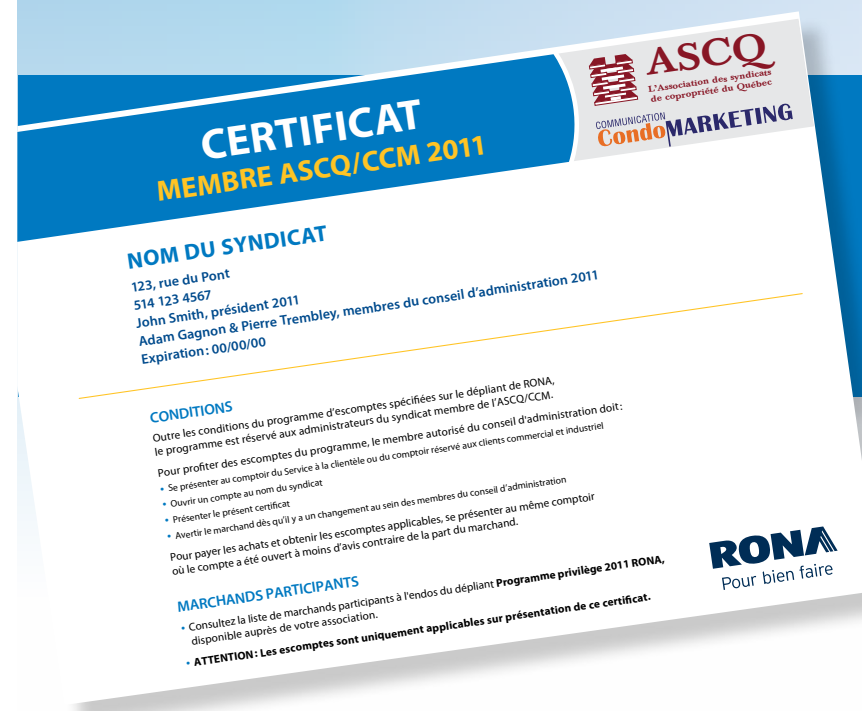 CERTIFICAT
MEMBRE ASCQ/CCM 2011
ASCQ
L'Association des syndicats
de copropriété du Québec
COMMUNICATION
CondoMARKETING
NOM DU SYNDICAT
123, rue du Pont
514 123 4567
John Smith, président 2011
Adam Gagnon & Pierre Trembley, membres du conseil d'administration 2011
Expiration : 00/00/00
CONDITIONS
Outre les conditions du programme d'escomptes spécifiées sur le dépliant de RONA,
le programme est réservé aux administrateurs du syndicat membre de l'ASCQ/CCM.
Pour profiter des escomptes du programme, le membre autorisé du conseil d'administration doit :
• Se présenter au comptoir du Service à la clientèle ou du comptoir réservé aux clients commercial et industriel
• Ouvrir un compte au nom du syndicat
• Présenter le présent certificat
• Avertir le marchand dès qu'il y a un changement au sein des membres du conseil d'administration
Pour payer les achats et obtenir les escomptes applicables, se présenter au même comptoir
où le compte a été ouvert à moins d'avis contraire de la part du marchand.
MARCHANDS PARTICIPANTS
• Consultez la liste de marchands participants à l'endos du dépliant Programme privilège 2011 RONA,
disponible auprès de votre association.
• ATTENTION : Les escomptes sont uniquement applicables sur présentation de ce certificat.
RONA
Pour bien faire